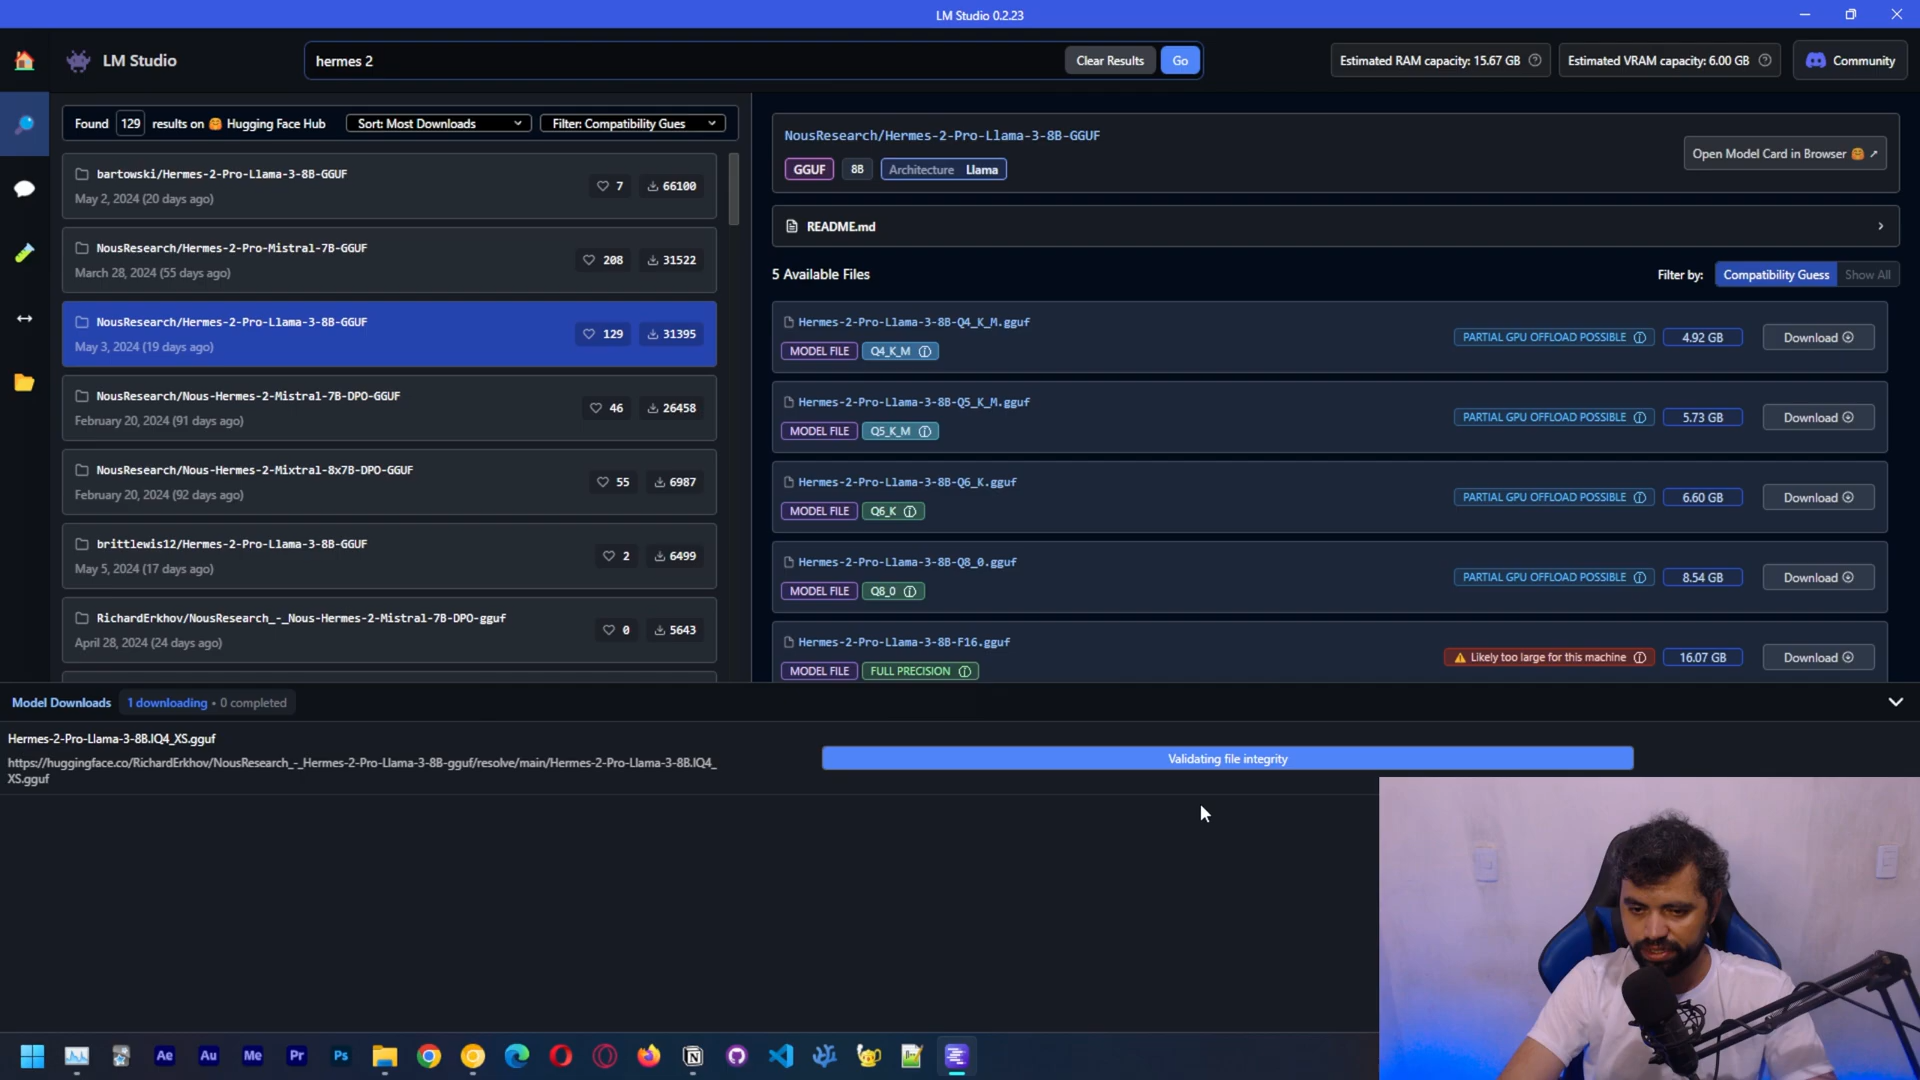 LM Studio 0.2.23
LM Studio
hermes 2
Clear Results
Go
Estimated RAM capacity: 15.67 GB
Estimated VRAM capacity: 6.00 GB
Community
Found 129 results on Hugging Face Hub
Sort: Most Downloads
Filter: Compatibility Gues
bartowski/Hermes-2-Pro-Llama-3-8B-GGUF
May 2, 2024 (20 days ago)
7
66100
NousResearch/Hermes-2-Pro-Mistral-7B-GGUF
March 28, 2024 (55 days ago)
208
31522
NousResearch/Hermes-2-Pro-Llama-3-8B-GGUF
May 3, 2024 (19 days ago)
129
31395
NousResearch/Nous-Hermes-2-Mistral-7B-DPO-GGUF
February 20, 2024 (91 days ago)
46
26458
NousResearch/Nous-Hermes-2-Mixtral-8x7B-DPO-GGUF
February 20, 2024 (92 days ago)
55
6987
brittlewis12/Hermes-2-Pro-Llama-3-8B-GGUF
May 5, 2024 (17 days ago)
2
6499
RichardErkhov/NousResearch_-_Nous-Hermes-2-Mistral-7B-DPO-gguf
April 28, 2024 (24 days ago)
0
5643
NousResearch/Hermes-2-Pro-Llama-3-8B-GGUF
GGUF
8B
Architecture Llama
Open Model Card in Browser
README.md
5 Available Files
Filter by:
Compatibility Guess
Show All
Hermes-2-Pro-Llama-3-8B-Q4_K_M.gguf
MODEL FILE
Q4_K_M
PARTIAL GPU OFFLOAD POSSIBLE
4.92 GB
Download
Hermes-2-Pro-Llama-3-8B-Q5_K_M.gguf
MODEL FILE
Q5_K_M
PARTIAL GPU OFFLOAD POSSIBLE
5.73 GB
Download
Hermes-2-Pro-Llama-3-8B-Q6_K.gguf
MODEL FILE
Q6_K
PARTIAL GPU OFFLOAD POSSIBLE
6.60 GB
Download
Hermes-2-Pro-Llama-3-8B-Q8_0.gguf
MODEL FILE
Q8_0
PARTIAL GPU OFFLOAD POSSIBLE
8.54 GB
Download
Hermes-2-Pro-Llama-3-8B-F16.gguf
MODEL FILE
FULL PRECISION
Likely too large for this machine
16.07 GB
Download
Model Downloads
1 downloading • 0 completed
Hermes-2-Pro-Llama-3-8B.IQ4_XS.gguf
https://huggingface.co/RichardErkhov/NousResearch_-_Hermes-2-Pro-Llama-3-8B-gguf/resolve/main/Hermes-2-Pro-Llama-3-8B.IQ4_
XS.gguf
Validating file integrity
Ae
Au
Me
Pr
Ps